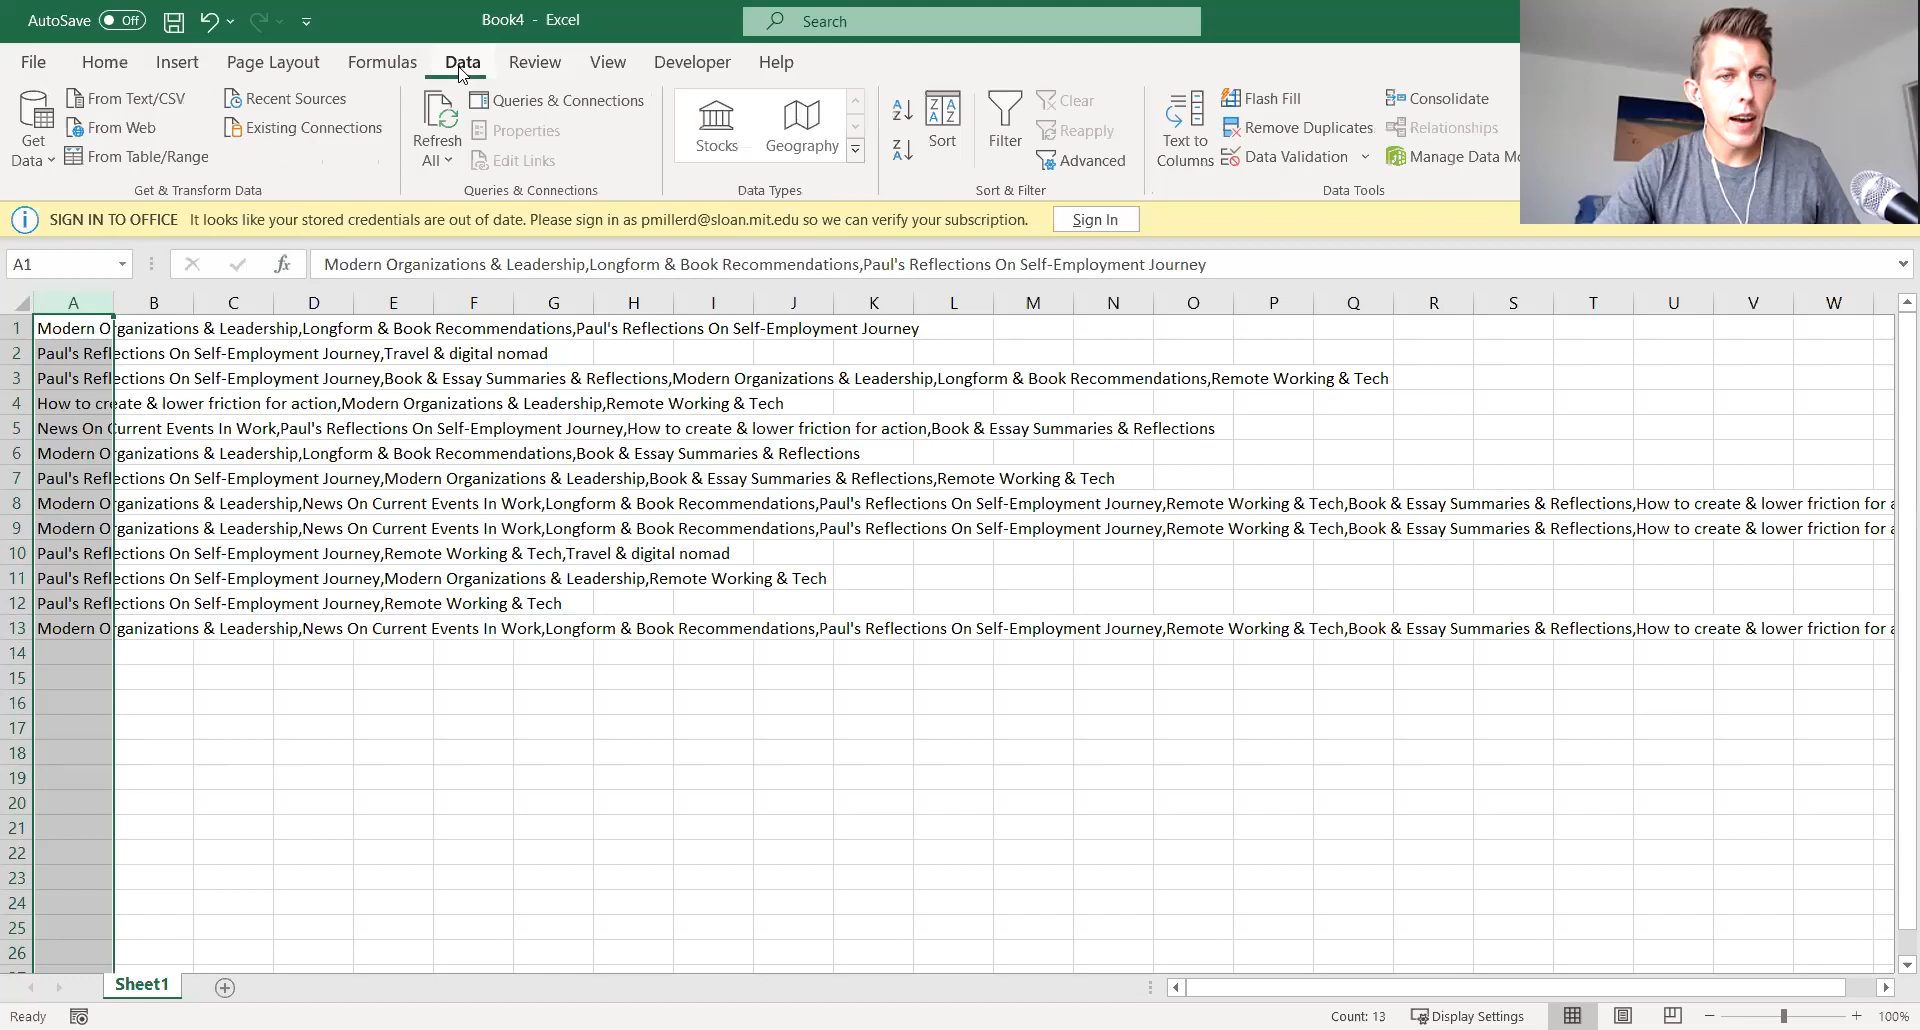 AutoSave Off Book4 - Excel Search
File Home Insert Page Layout Formulas Data Review View Developer Help
Get Data From Text/CSV From Web From Table/Range Recent Sources Existing Connections
Get & Transform Data
Refresh All Queries & Connections Properties Edit Links
Queries & Connections
Stocks Geography
Data Types
Sort Filter Clear Reapply Advanced
Sort & Filter
Text to Columns Flash Fill Remove Duplicates Data Validation Consolidate Relationships Manage Data Mo
Data Tools
SIGN IN TO OFFICE It looks like your stored credentials are out of date. Please sign in as pmillerd@sloan.mit.edu so we can verify your subscription. Sign In
A1 fx Modern Organizations & Leadership,Longform & Book Recommendations,Paul's Reflections On Self-Employment Journey
A B C D E F G H I J K L M N O P Q R S T U V W
1 Modern Organizations & Leadership,Longform & Book Recommendations,Paul's Reflections On Self-Employment Journey
2 Paul's Reflections On Self-Employment Journey,Travel & digital nomad
3 Paul's Reflections On Self-Employment Journey,Book & Essay Summaries & Reflections,Modern Organizations & Leadership,Longform & Book Recommendations,Remote Working & Tech
4 How to create & lower friction for action,Modern Organizations & Leadership,Remote Working & Tech
5 News On Current Events In Work,Paul's Reflections On Self-Employment Journey,How to create & lower friction for action,Book & Essay Summaries & Reflections
6 Modern Organizations & Leadership,Longform & Book Recommendations,Book & Essay Summaries & Reflections
7 Paul's Reflections On Self-Employment Journey,Modern Organizations & Leadership,Book & Essay Summaries & Reflections,Remote Working & Tech
8 Modern Organizations & Leadership,News On Current Events In Work,Longform & Book Recommendations,Paul's Reflections On Self-Employment Journey,Remote Working & Tech,Book & Essay Summaries & Reflections,How to create & lower friction for a
9 Modern Organizations & Leadership,News On Current Events In Work,Longform & Book Recommendations,Paul's Reflections On Self-Employment Journey,Remote Working & Tech,Book & Essay Summaries & Reflections,How to create & lower friction for a
10 Paul's Reflections On Self-Employment Journey,Remote Working & Tech,Travel & digital nomad
11 Paul's Reflections On Self-Employment Journey,Modern Organizations & Leadership,Remote Working & Tech
12 Paul's Reflections On Self-Employment Journey,Remote Working & Tech
13 Modern Organizations & Leadership,News On Current Events In Work,Longform & Book Recommendations,Paul's Reflections On Self-Employment Journey,Remote Working & Tech,Book & Essay Summaries & Reflections,How to create & lower friction for a
14
15
16
17
18
19
20
21
22
23
24
25
26
Sheet1
Ready Count: 13 Display Settings 100%